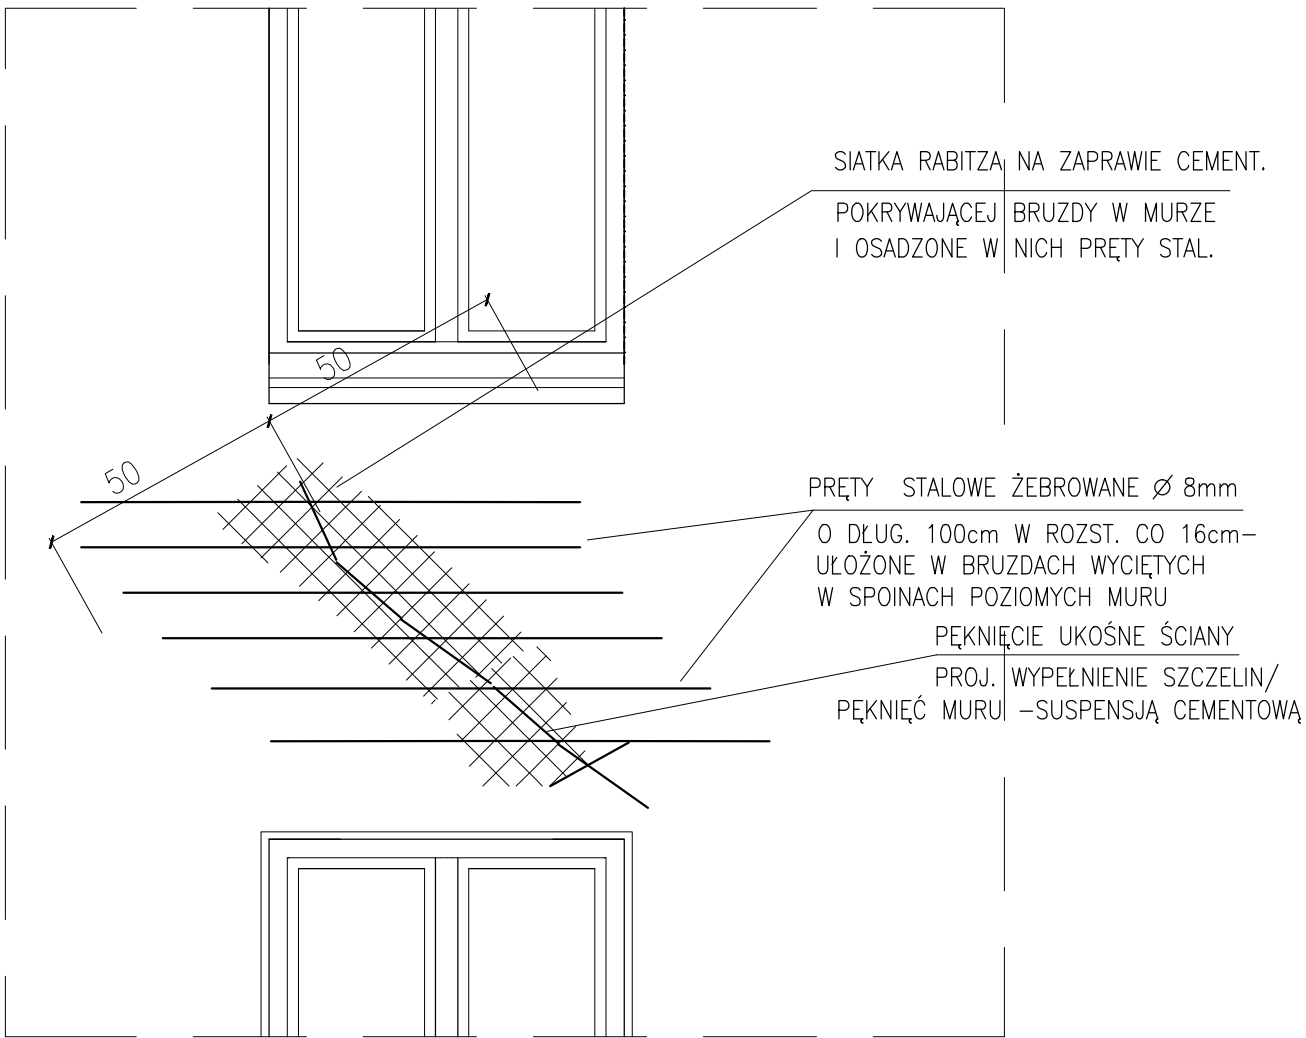 SIATKA RABITZA NA ZAPRAWIE CEMENT.
POKRYWAJĄCEJ BRUZDY W MURZE
I OSADZONE W NICH PRĘTY STAL.
50
50
PRĘTY STALOWE ŻEBROWANE Ø 8mm
O DŁUG. 100cm W ROZST. CO 16cm-
UŁOŻONE W BRUZDACH WYCIĘTYCH
W SPOINACH POZIOMYCH MURU
PĘKNIĘCIE UKOŚNE ŚCIANY
PROJ. WYPEŁNIENIE SZCZELIN/
PĘKNIĘĆ MURU -SUSPENSJĄ CEMENTOWĄ